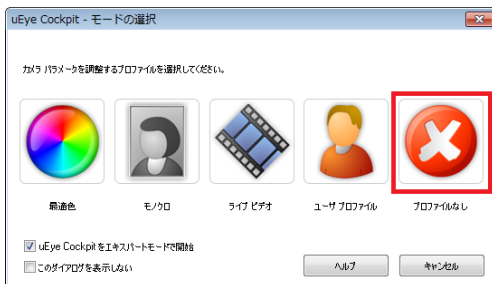 uEye Cockpit - モードの選択
カメラ パラメータを調整するプロファイルを選択してください。
最適色 モノクロ ライブ ビデオ ユーザ プロファイル プロファイルなし
uEye Cockpit をエキスパートモードで開始
このダイアログを表示しない
ヘルプ キャンセル